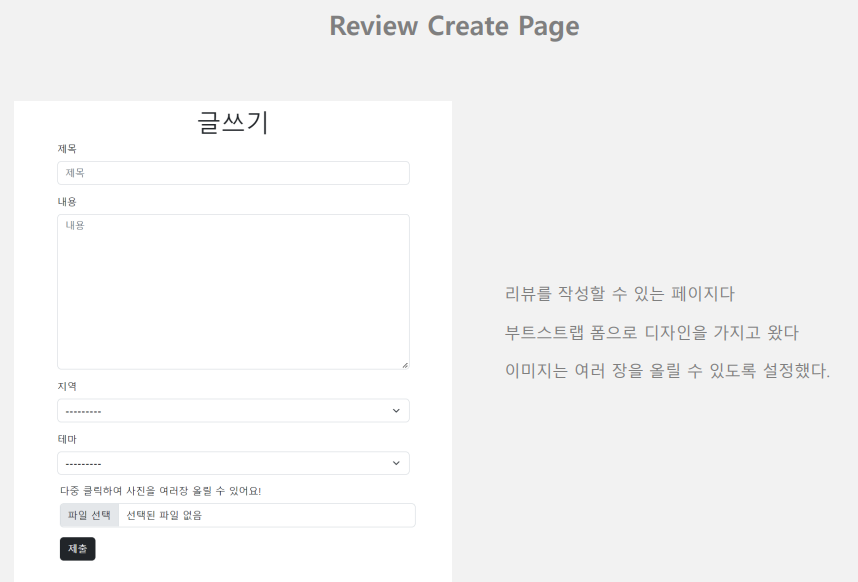 Review Create Page
글쓰기
제목
제목
내용
내용
지역
---------
테마
---------
다중 클릭하여 사진을 여러장 올릴 수 있어요!
파일 선택 선택된 파일 없음
제출
리뷰를 작성할 수 있는 페이지다
부트스트랩 폼으로 디자인을 가지고 왔다
이미지는 여러 장을 올릴 수 있도록 설정했다.